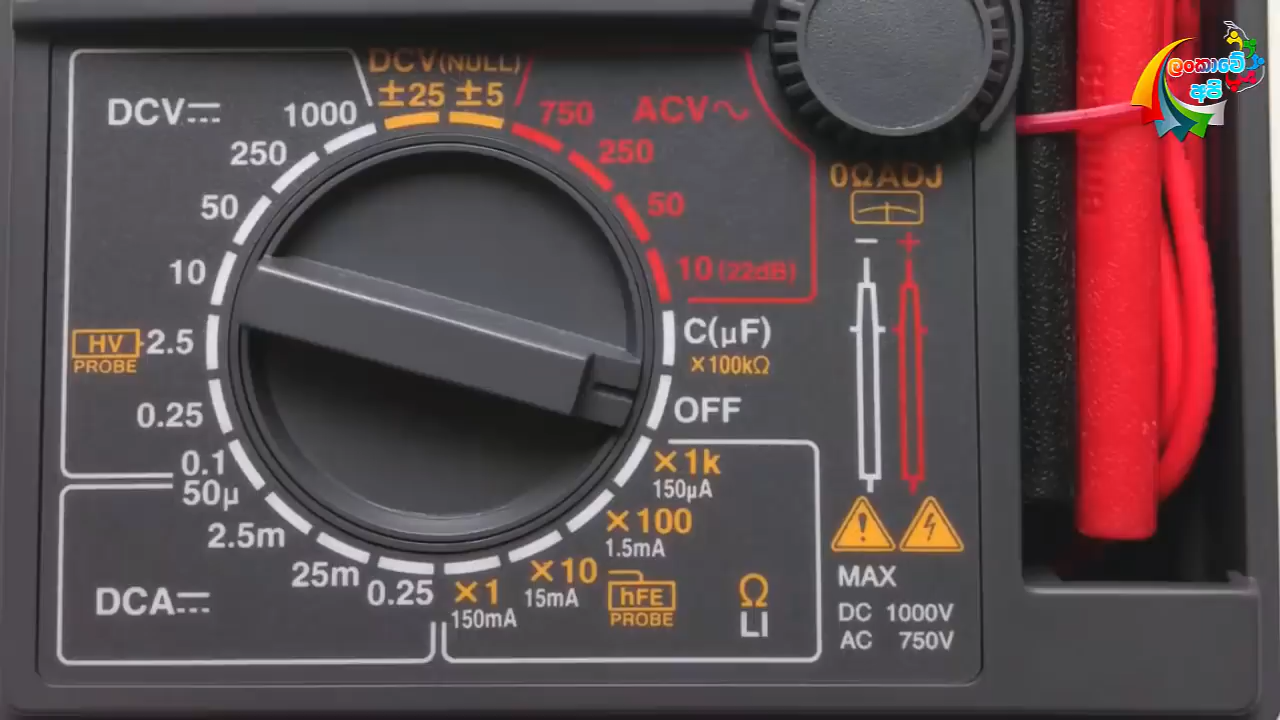 DCV(NULL)
±25 ±5
DCV
1000
250
50
10
HV
PROBE
2.5
0.25
0.1
50μ
2.5m
25m
0.25
DCA
750 ACV
250
50
10 (22dB)
C(μF)
×100kΩ
OFF
×1k
150μA
×100
1.5mA
×10
15mA
×1
150mA
hFE
PROBE
Ω
LI
0ΩADJ
− +
MAX
DC 1000V
AC 750V
ලංකාවේ
අපි